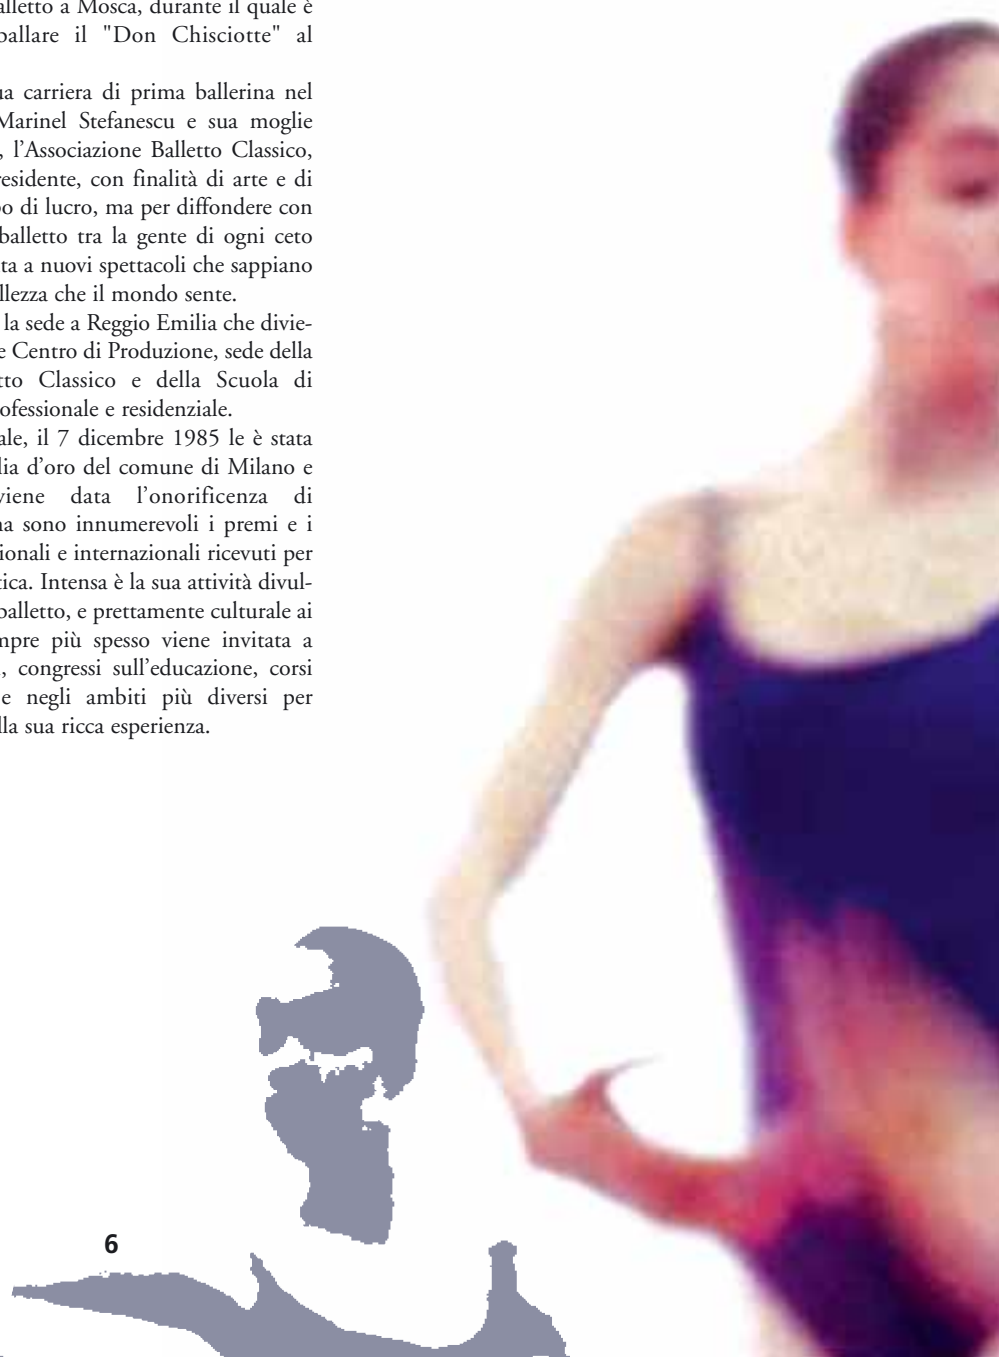 alletto a Mosca, durante il quale è
ballare il "Don Chisciotte" al
ua carriera di prima ballerina nel
Marinel Stefanescu e sua moglie
, l’Associazione Balletto Classico,
residente, con finalità di arte e di
o di lucro, ma per diffondere con
balletto tra la gente di ogni ceto
ta a nuovi spettacoli che sappiano
llezza che il mondo sente.
la sede a Reggio Emilia che divie-
e Centro di Produzione, sede della
tto Classico e della Scuola di
ofessionale e residenziale.
ale, il 7 dicembre 1985 le è stata
lia d’oro del comune di Milano e
viene data l’onorificenza di
na sono innumerevoli i premi e i
ionali e internazionali ricevuti per
tica. Intensa è la sua attività divul-
balletto, e prettamente culturale ai
mpre più spesso viene invitata a
, congressi sull’educazione, corsi
e negli ambiti più diversi per
lla sua ricca esperienza.
6